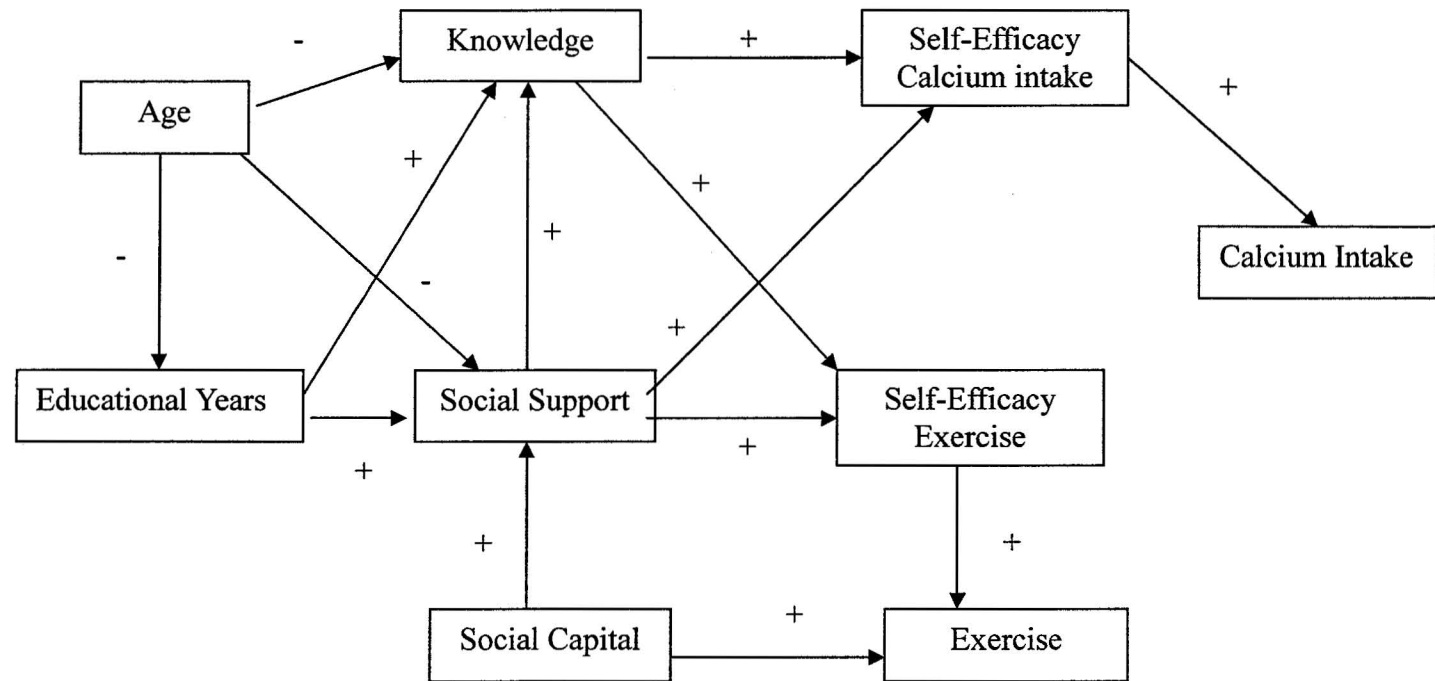 -
Knowledge
+
Self-Efficacy
Calcium intake
+
Age
+
+
+
-
-
Calcium Intake
+
Educational Years
Social Support
Self-Efficacy
Exercise
+
+
+
+
+
Social Capital
Exercise